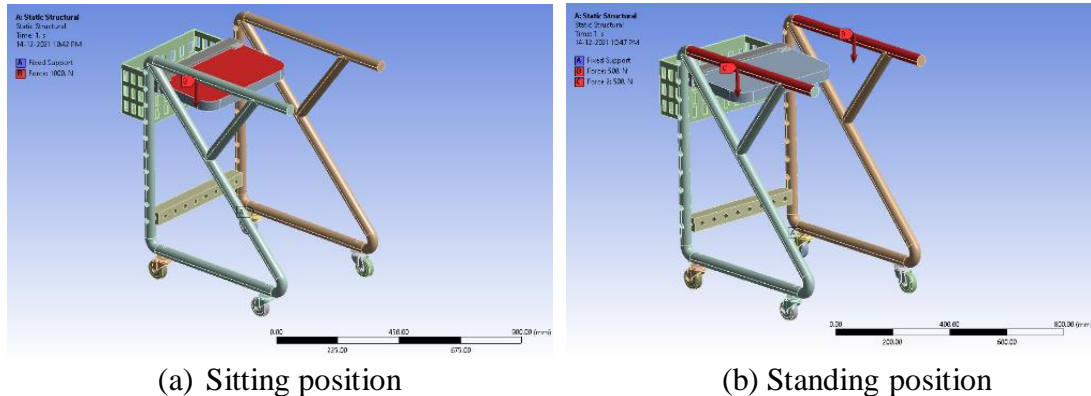 A: Static Structural
Static Structural
Time: 1. s
14-12-2021 10:42 PM
A Fixed Support
B Force: 1000. N
B
A
0.00
450.00
900.00 (mm)
225.00
675.00
(a) Sitting position
A: Static Structural
Static Structural
Time: 1. s
14-12-2021 10:47 PM
A Fixed Support
B Force: 500. N
C Force 2: 500. N
B
C
A
0.00
400.00
800.00 (mm)
200.00
600.00
(b) Standing position